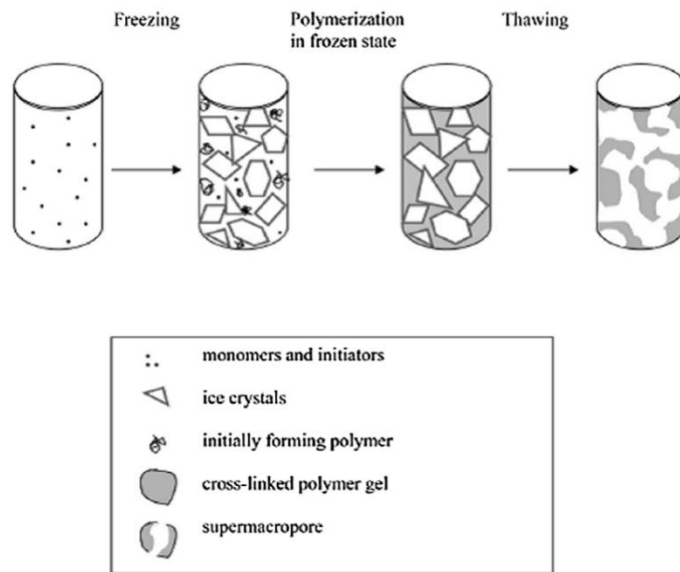 Freezing
Polymerization
in frozen state
Thawing
monomers and initiators
ice crystals
initially forming polymer
cross-linked polymer gel
supermacropore